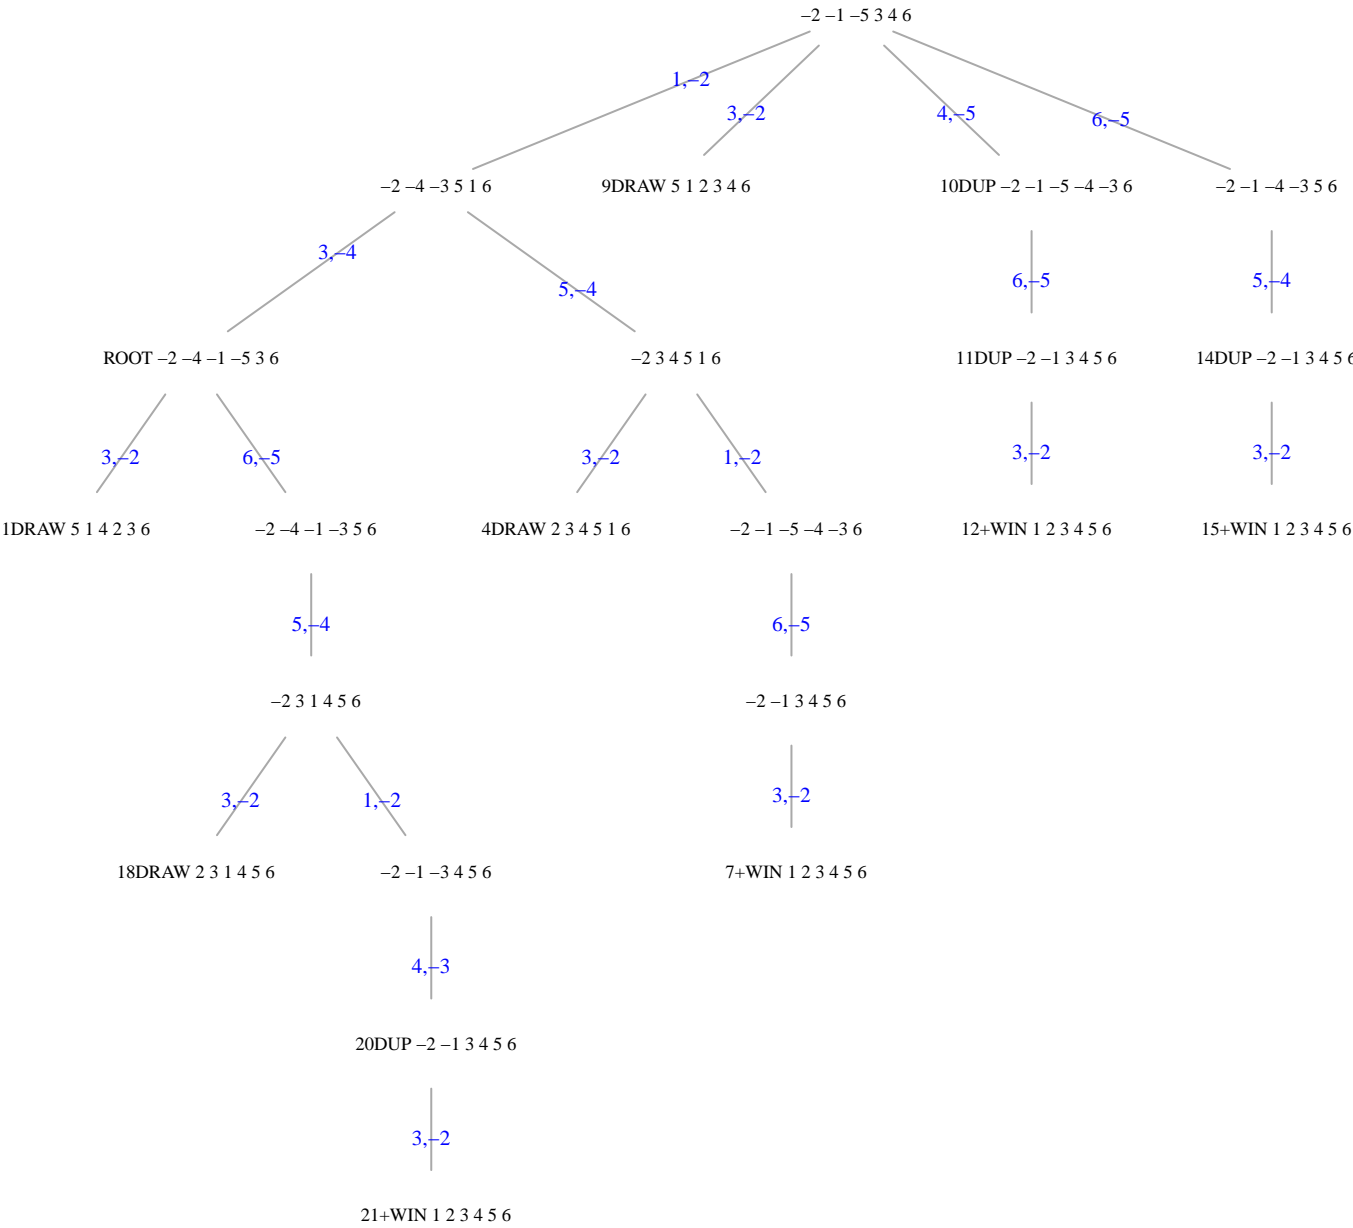 –2 –1 –5 3 4 6
1,–2
3,–2
4,–5
6,–5
–2 –4 –3 5 1 6
9DRAW 5 1 2 3 4 6
10DUP –2 –1 –5 –4 –3 6
–2 –1 –4 –3 5 6
3,–4
5,–4
6,–5
5,–4
ROOT –2 –4 –1 –5 3 6
–2 3 4 5 1 6
11DUP –2 –1 3 4 5 6
14DUP –2 –1 3 4 5 6
3,–2
6,–5
3,–2
1,–2
3,–2
3,–2
1DRAW 5 1 4 2 3 6
–2 –4 –1 –3 5 6
4DRAW 2 3 4 5 1 6
–2 –1 –5 –4 –3 6
12+WIN 1 2 3 4 5 6
15+WIN 1 2 3 4 5 6
5,–4
6,–5
–2 3 1 4 5 6
–2 –1 3 4 5 6
3,–2
1,–2
3,–2
18DRAW 2 3 1 4 5 6
–2 –1 –3 4 5 6
7+WIN 1 2 3 4 5 6
4,–3
20DUP –2 –1 3 4 5 6
3,–2
21+WIN 1 2 3 4 5 6